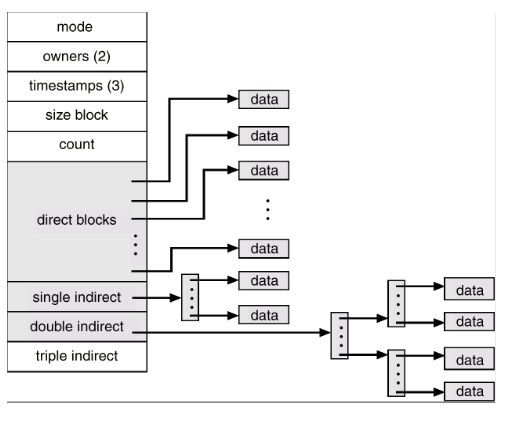 mode
owners (2)
timestamps (3)
size block
count
direct blocks
single indirect
double indirect
triple indirect
data
data
data
data
data
data
data
data
data
data